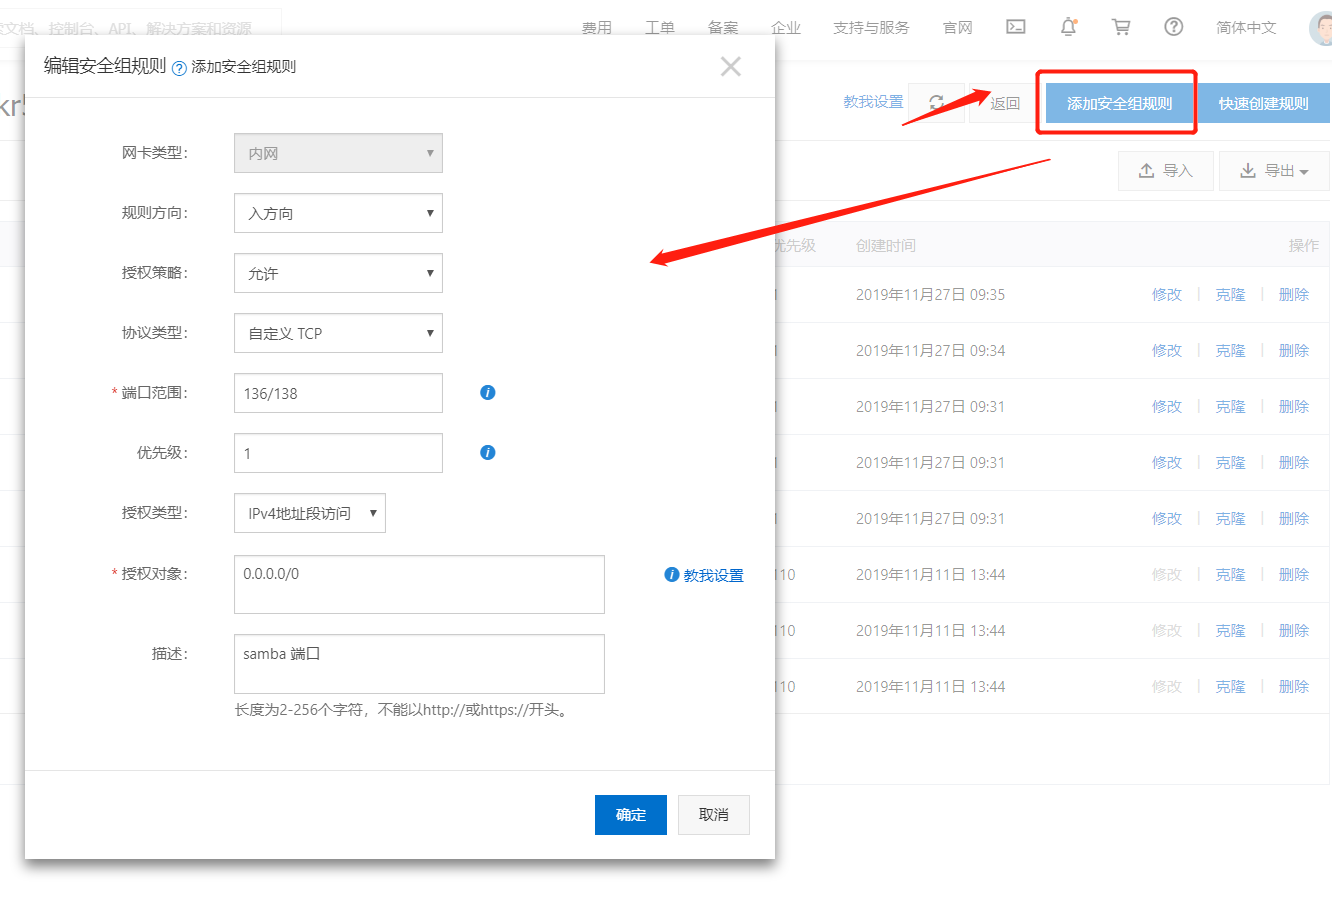 文档、控制台、API、解决方案和资源
费用 工单 备案 企业 支持与服务 官网 简体中文
编辑安全组规则 添加安全组规则
教我设置 返回 添加安全组规则 快速创建规则
导入 导出
网卡类型: 内网
规则方向: 入方向
授权策略: 允许
协议类型: 自定义 TCP
* 端口范围: 136/138
优先级: 1
授权类型: IPv4地址段访问
* 授权对象: 0.0.0.0/0
教我设置
描述: samba 端口
长度为2-256个字符，不能以http://或https://开头。
确定 取消
优先级 创建时间 操作
1 2019年11月27日 09:35 修改 克隆 删除
1 2019年11月27日 09:34 修改 克隆 删除
1 2019年11月27日 09:31 修改 克隆 删除
1 2019年11月27日 09:31 修改 克隆 删除
1 2019年11月27日 09:31 修改 克隆 删除
110 2019年11月11日 13:44 修改 克隆 删除
110 2019年11月11日 13:44 修改 克隆 删除
110 2019年11月11日 13:44 修改 克隆 删除